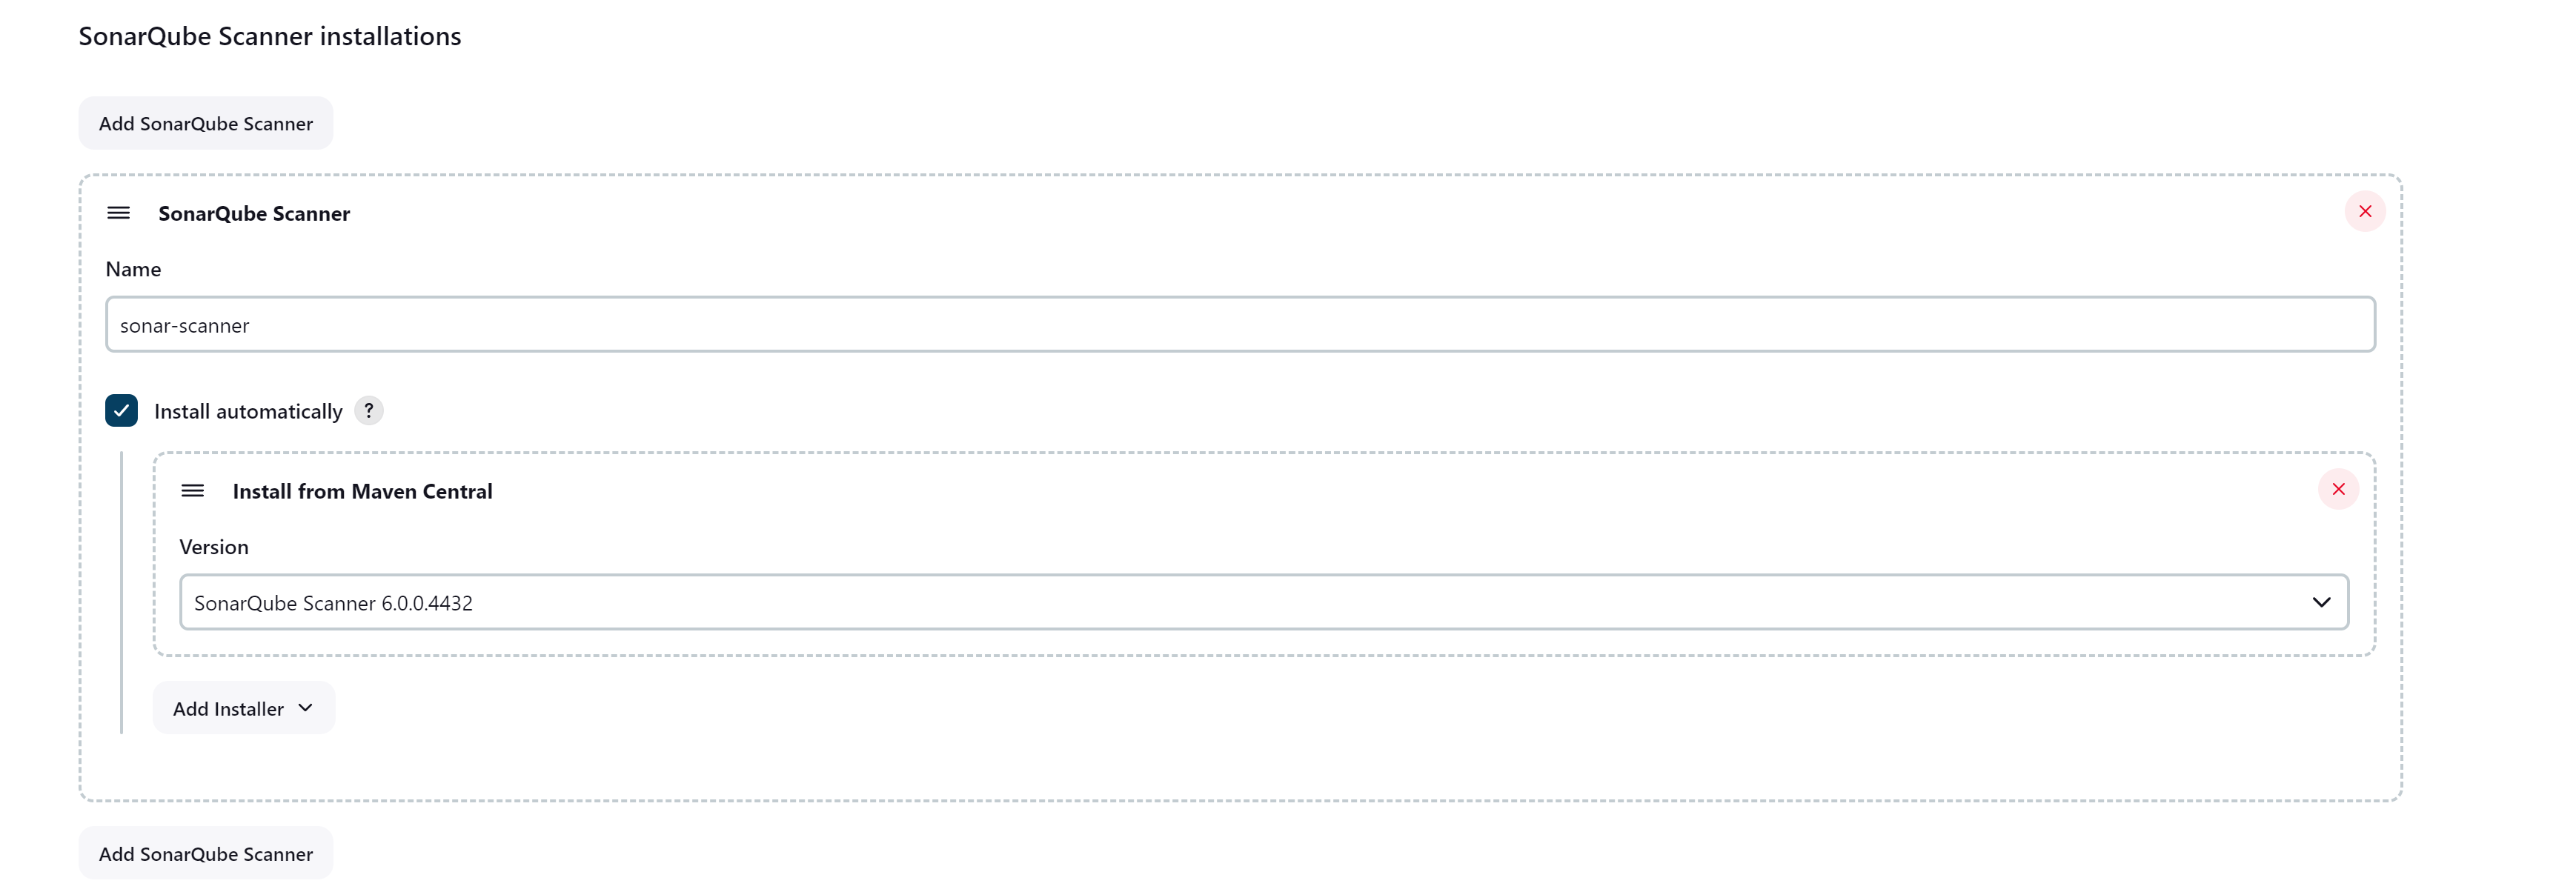 SonarQube Scanner installations
Add SonarQube Scanner
SonarQube Scanner
Name
sonar-scanner
Install automatically ?
Install from Maven Central
Version
SonarQube Scanner 6.0.0.4432
Add Installer
Add SonarQube Scanner